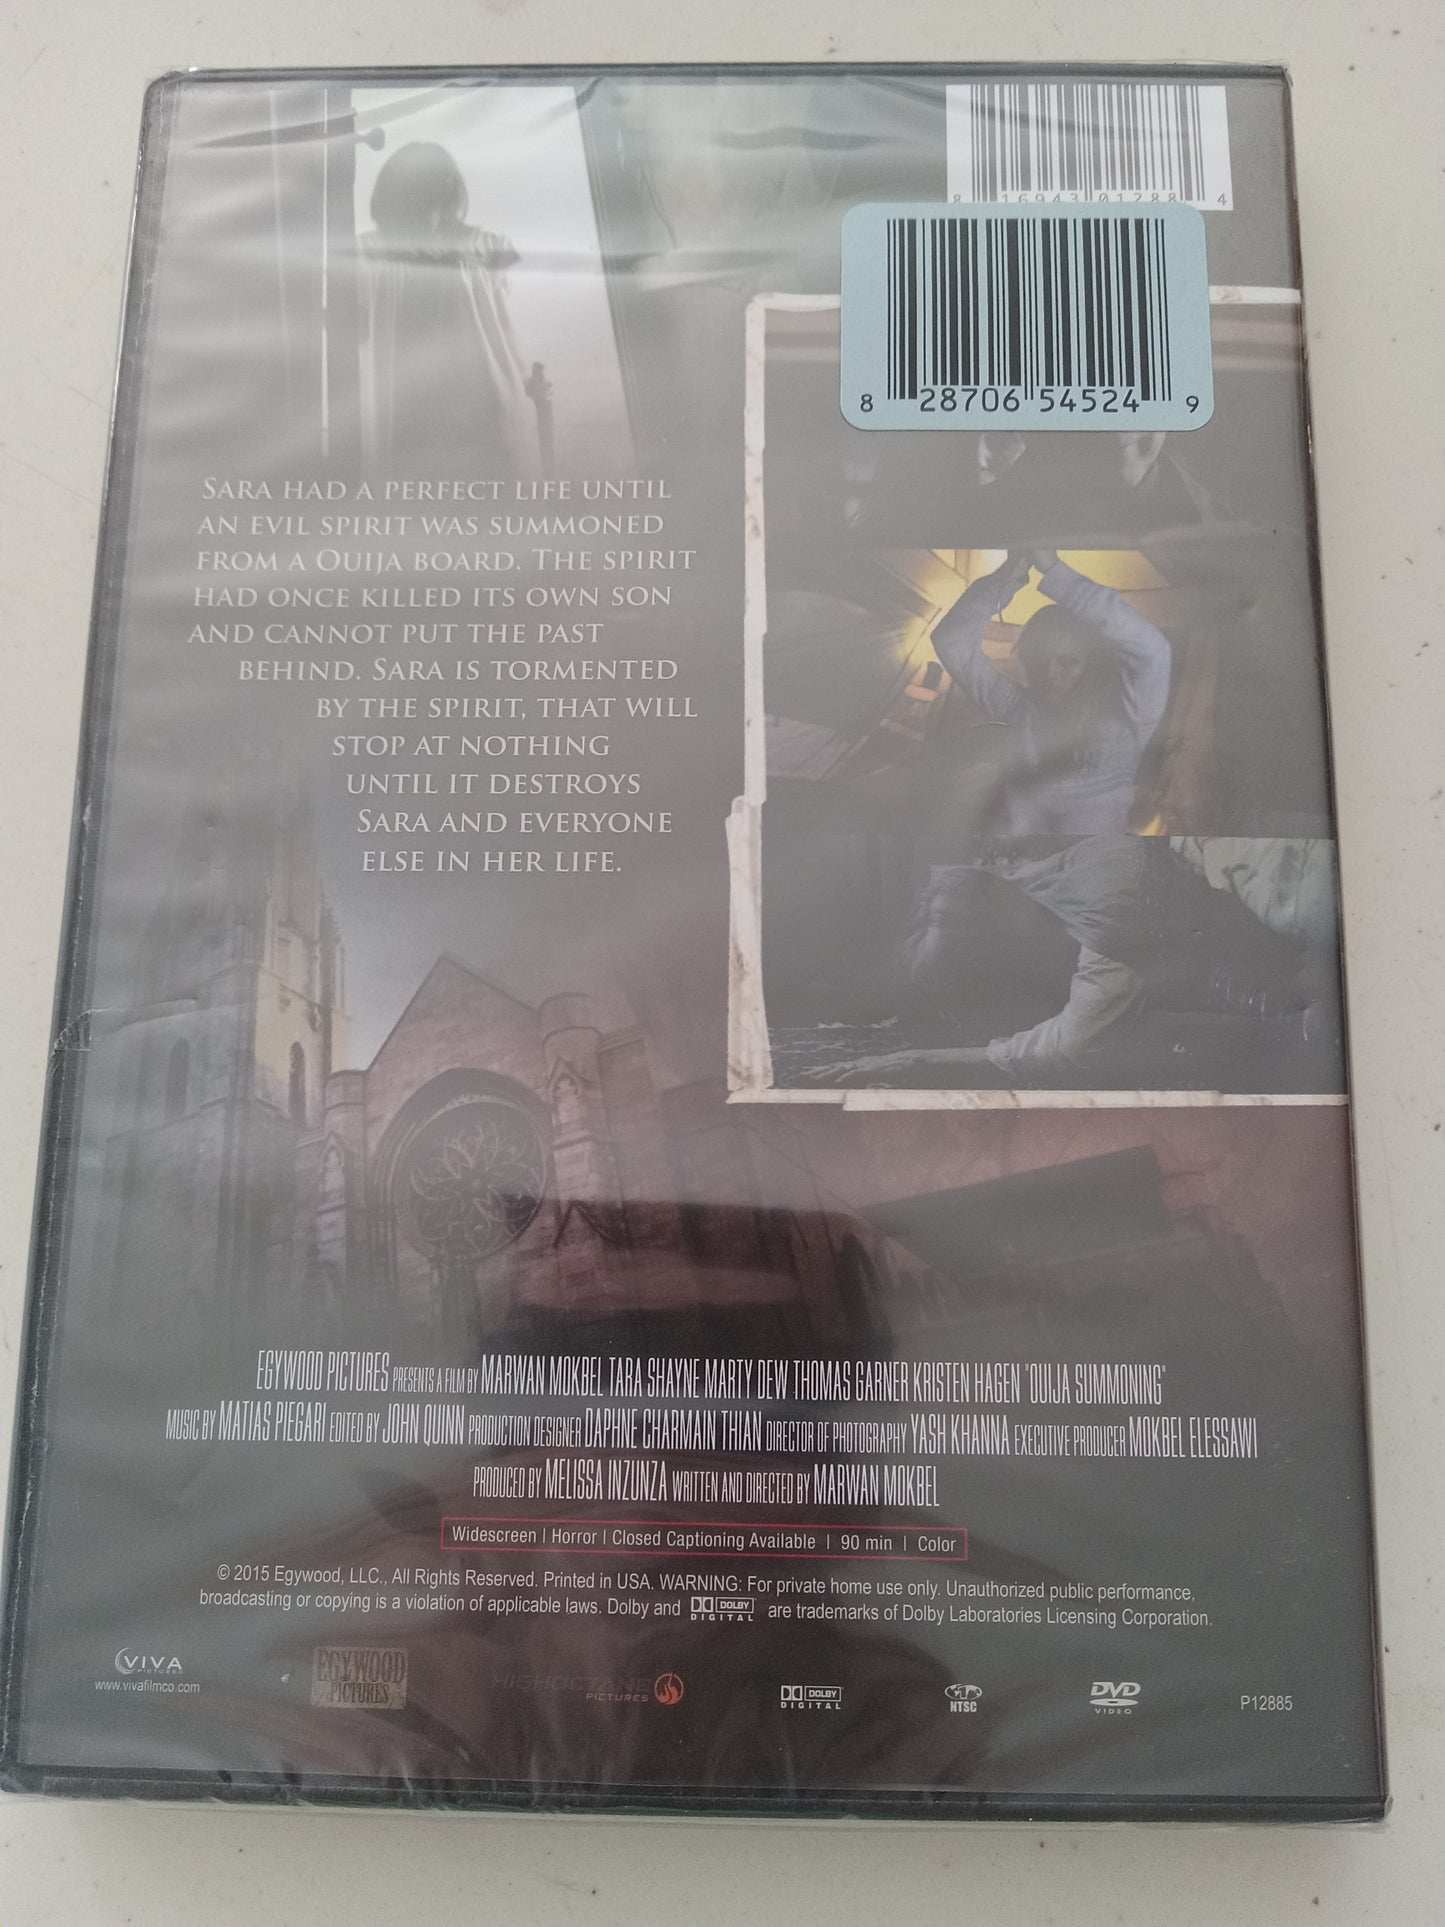 8 16943 01288 4
8 28706 54524 9
SARA HAD A PERFECT LIFE UNTIL
AN EVIL SPIRIT WAS SUMMONED
FROM A OUIJA BOARD. THE SPIRIT
HAD ONCE KILLED ITS OWN SON
AND CANNOT PUT THE PAST
BEHIND. SARA IS TORMENTED
BY THE SPIRIT, THAT WILL
STOP AT NOTHING
UNTIL IT DESTROYS
SARA AND EVERYONE
ELSE IN HER LIFE.
EGYWOOD PICTURES PRESENTS A FILM BY MARWAN MOKBEL TARA SHAYNE MARTY DEW THOMAS GARNER KRISTEN HAGEN "OUIJA SUMMONING"
MUSIC BY MATIAS PIEGARI EDITED BY JOHN QUINN PRODUCTION DESIGNER DAPHNE CHARMAIN THIAN DIRECTOR OF PHOTOGRAPHY YASH KHANNA EXECUTIVE PRODUCER MOKBEL ELESSAWI
PRODUCED BY MELISSA INZUNZA WRITTEN AND DIRECTED BY MARWAN MOKBEL
Widescreen | Horror | Closed Captioning Available | 90 min | Color
© 2015 Egywood, LLC., All Rights Reserved. Printed in USA. WARNING: For private home use only. Unauthorized public performance,
broadcasting or copying is a violation of applicable laws. Dolby and DOLBY DIGITAL are trademarks of Dolby Laboratories Licensing Corporation.
VIVA
PICTURES
www.vivafilmco.com
EGYWOOD
PICTURES
HIGHOCTANE
PICTURES
DOLBY
DIGITAL
NTSC
DVD
VIDEO
P12885